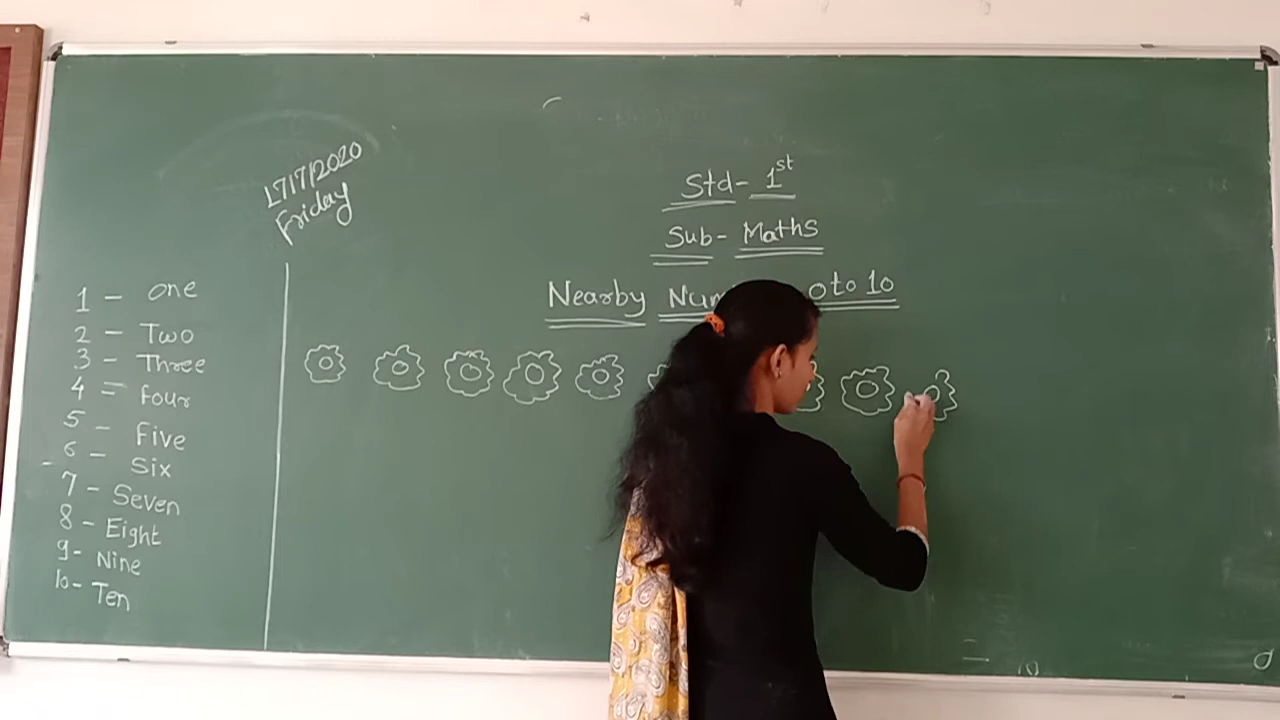 17/7/2020
Friday
Std- 1st
Sub- Maths
Nearby 0 to 10
1 - one
2 - Two
3 - Three
4 - Four
5 - Five
6 - Six
7 - Seven
8 - Eight
9- Nine
10- Ten